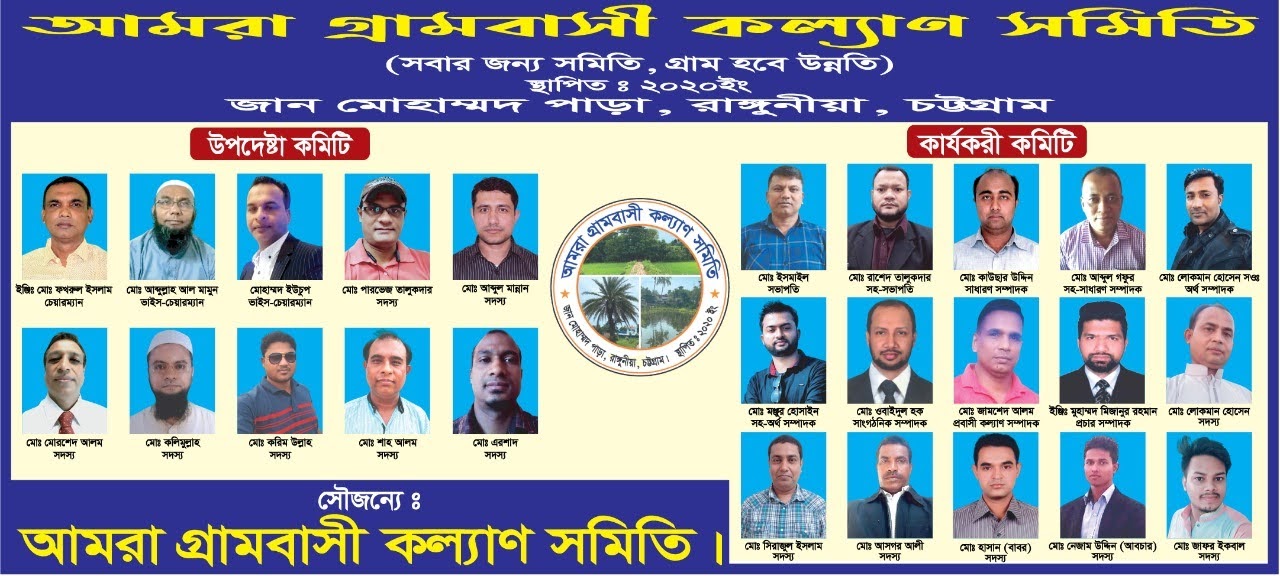 আমরা গ্রামবাসী কল্যাণ সমিতি
(সবার জন্য সমিতি, গ্রাম হবে উন্নতি)
স্থাপিত ঃ ২০২০ইং
জান মোহাম্মদ পাড়া, রাঙ্গুনীয়া, চট্টগ্রাম
উপদেষ্টা কমিটি
ইঞ্জিঃ মোঃ ফখরুল ইসলাম
চেয়ারম্যান
মোঃ আব্দুল্লাহ আল মামুন
ভাইস-চেয়ারম্যান
মোহাম্মদ ইউচুপ
ভাইস-চেয়ারম্যান
মোঃ পারভেজ তালুকদার
সদস্য
মোঃ আব্দুল মান্নান
সদস্য
মোঃ মোরশেদ আলম
সদস্য
মোঃ কলিমুল্লাহ
সদস্য
মোঃ করিম উল্লাহ
সদস্য
মোঃ শাহ আলম
সদস্য
মোঃ এরশাদ
সদস্য
আমরা গ্রামবাসী কল্যাণ সমিতি
জান মোহাম্মদ পাড়া, রাঙ্গুনীয়া, চট্টগ্রাম। স্থাপিত ঃ ২০২০ ইং
কার্যকরী কমিটি
মোঃ ইসমাইল
সভাপতি
মোঃ রাশেদ তালুকদার
সহ-সভাপতি
মোঃ কাউছার উদ্দিন
সাধারণ সম্পাদক
মোঃ আব্দুল গফুর
সহ-সাধারণ সম্পাদক
মোঃ লোকমান হোসেন সওঃ
অর্থ সম্পাদক
মোঃ মঞ্জুর হোসাইন
সহ-অর্থ সম্পাদক
মোঃ ওবাইদুল হক
সাংগঠনিক সম্পাদক
মোঃ জামশেদ আলম
প্রবাসী কল্যাণ সম্পাদক
ইঞ্জিঃ মুহাম্মদ মিজানুর রহমান
প্রচার সম্পাদক
মোঃ লোকমান হোসেন
সদস্য
মোঃ সিরাজুল ইসলাম
সদস্য
মোঃ আসগর আলী
সদস্য
মোঃ হাসান (বাবর)
সদস্য
মোঃ নেজাম উদ্দিন (আবচার)
সদস্য
মোঃ জাফর ইকবাল
সদস্য
সৌজন্যে ঃ
আমরা গ্রামবাসী কল্যাণ সমিতি।